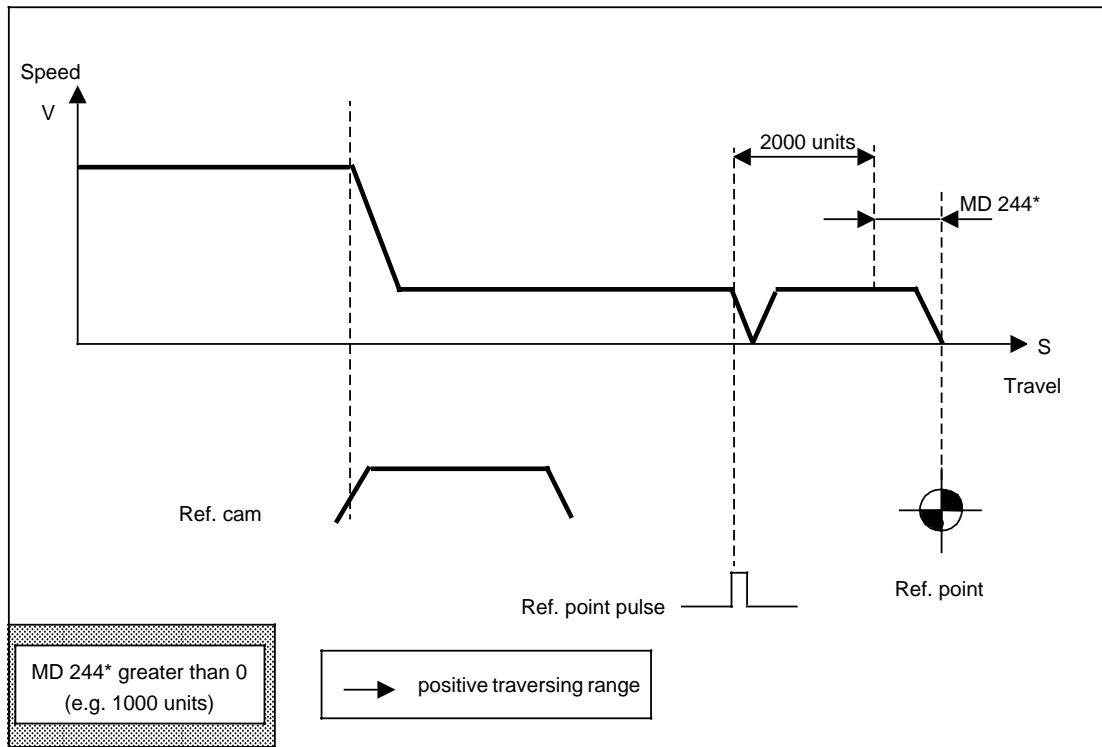 Speed
V
2000 units
MD 244*
S
Travel
Ref. cam
Ref. point
Ref. point pulse
MD 244* greater than 0
(e.g. 1000 units)
positive traversing range